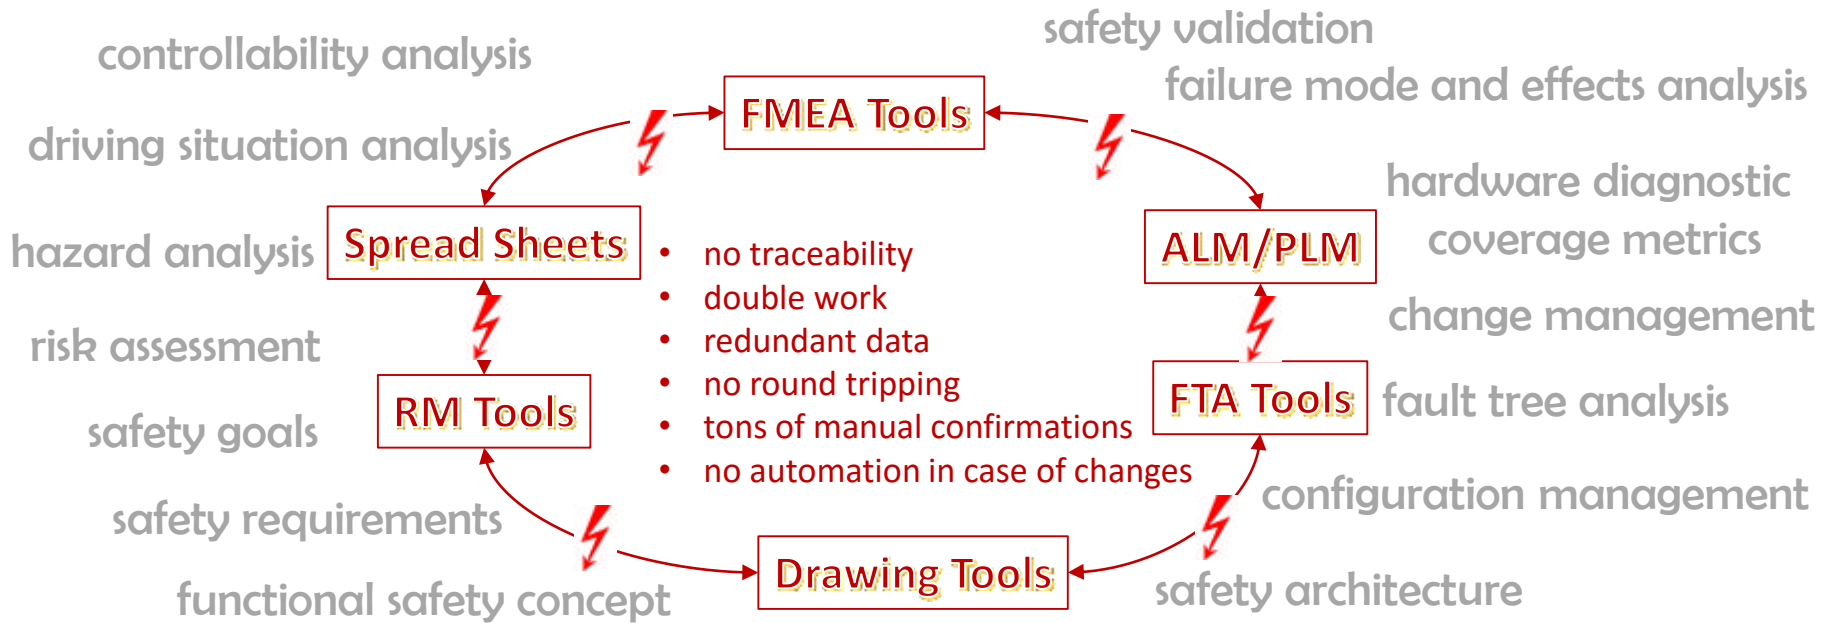 controllability analysis
safety validation
failure mode and effects analysis
FMEA Tools
driving situation analysis
hardware diagnostic
coverage metrics
Spread Sheets
ALM/PLM
hazard analysis
• no traceability
• double work
• redundant data
• no round tripping
• tons of manual confirmations
• no automation in case of changes
change management
risk assessment
RM Tools
FTA Tools
fault tree analysis
safety goals
configuration management
safety requirements
Drawing Tools
functional safety concept
safety architecture